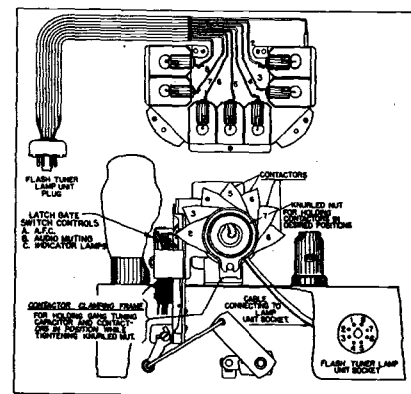 FLASH TUNER
LAMP UNIT
PLUG
CONTACTORS
LATCH GATE
SWITCH CONTROLS
A. A.F.C.
B. AUDIO MUTING
C. INDICATOR LAMPS
KNURLED NUT
FOR HOLDING
CONTACTORS IN
DESIRED POSITIONS
CONTACTOR CLAMPING FRAME
FOR HOLDING GANG TUNING
CAPACITOR AND CONTACT-
ORS IN POSITION WHILE
TIGHTENING KNURLED NUT.
CABLE
CONNECTING TO
LAMP
UNIT SOCKET
FLASH TUNER LAMP
UNIT SOCKET